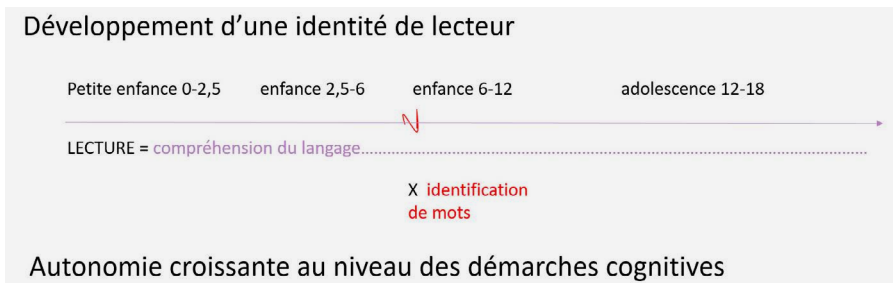 Développement d'une identité de lecteur
Petite enfance 0-2,5 enfance 2,5-6 enfance 6-12 adolescence 12-18
LECTURE = compréhension du langage.......................................................................................................
X identification
de mots
Autonomie croissante au niveau des démarches cognitives